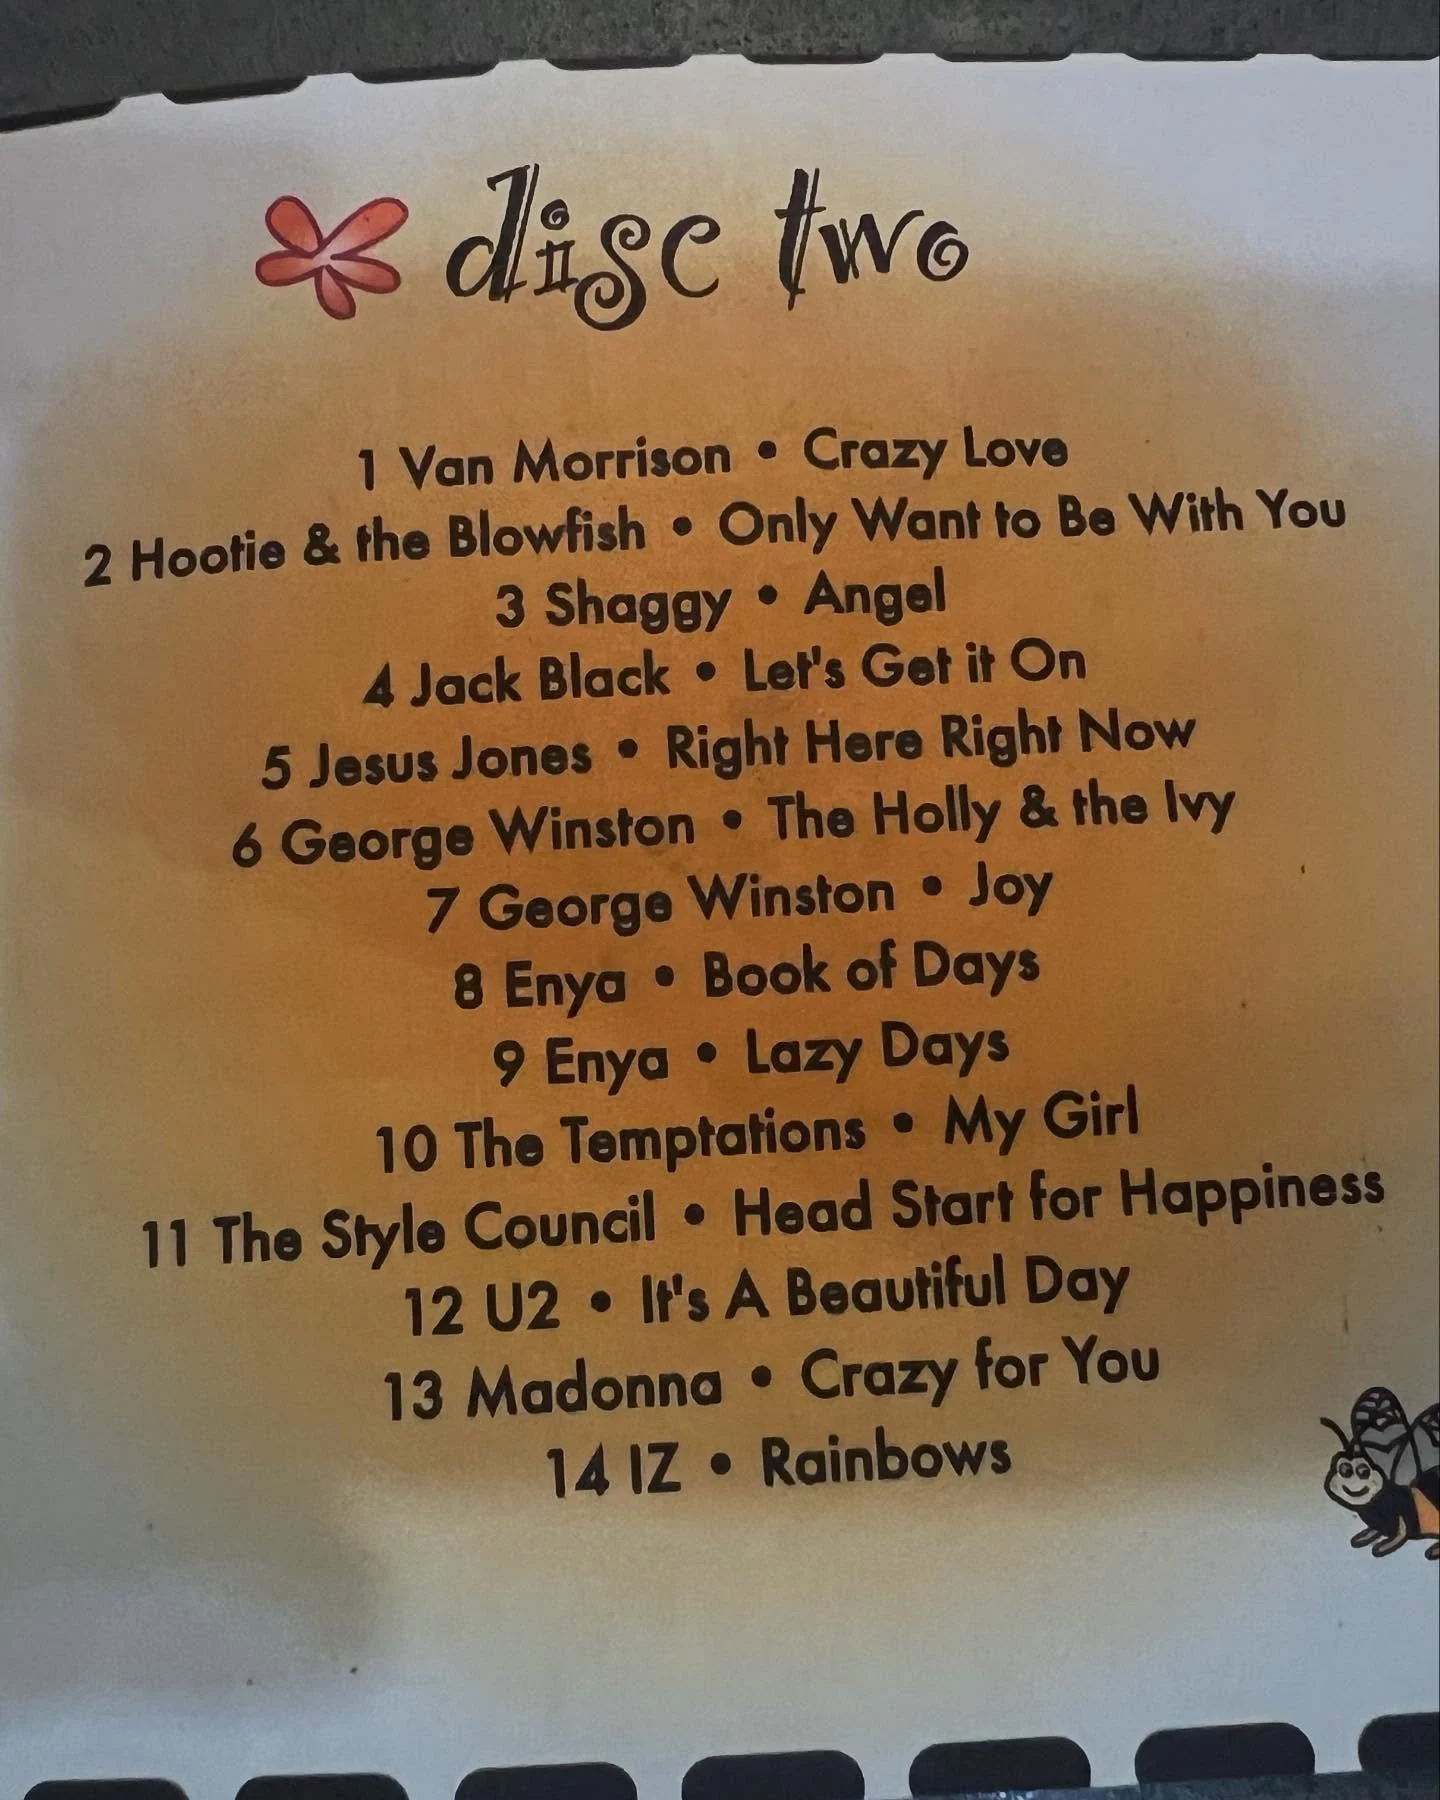 disc two
1 Van Morrison • Crazy Love
2 Hootie & the Blowfish • Only Want to Be With You
3 Shaggy • Angel
4 Jack Black • Let's Get it On
5 Jesus Jones • Right Here Right Now
6 George Winston • The Holly & the Ivy
7 George Winston • Joy
8 Enya • Book of Days
9 Enya • Lazy Days
10 The Temptations • My Girl
11 The Style Council • Head Start for Happiness
12 U2 • It's A Beautiful Day
13 Madonna • Crazy for You
14 IZ • Rainbows